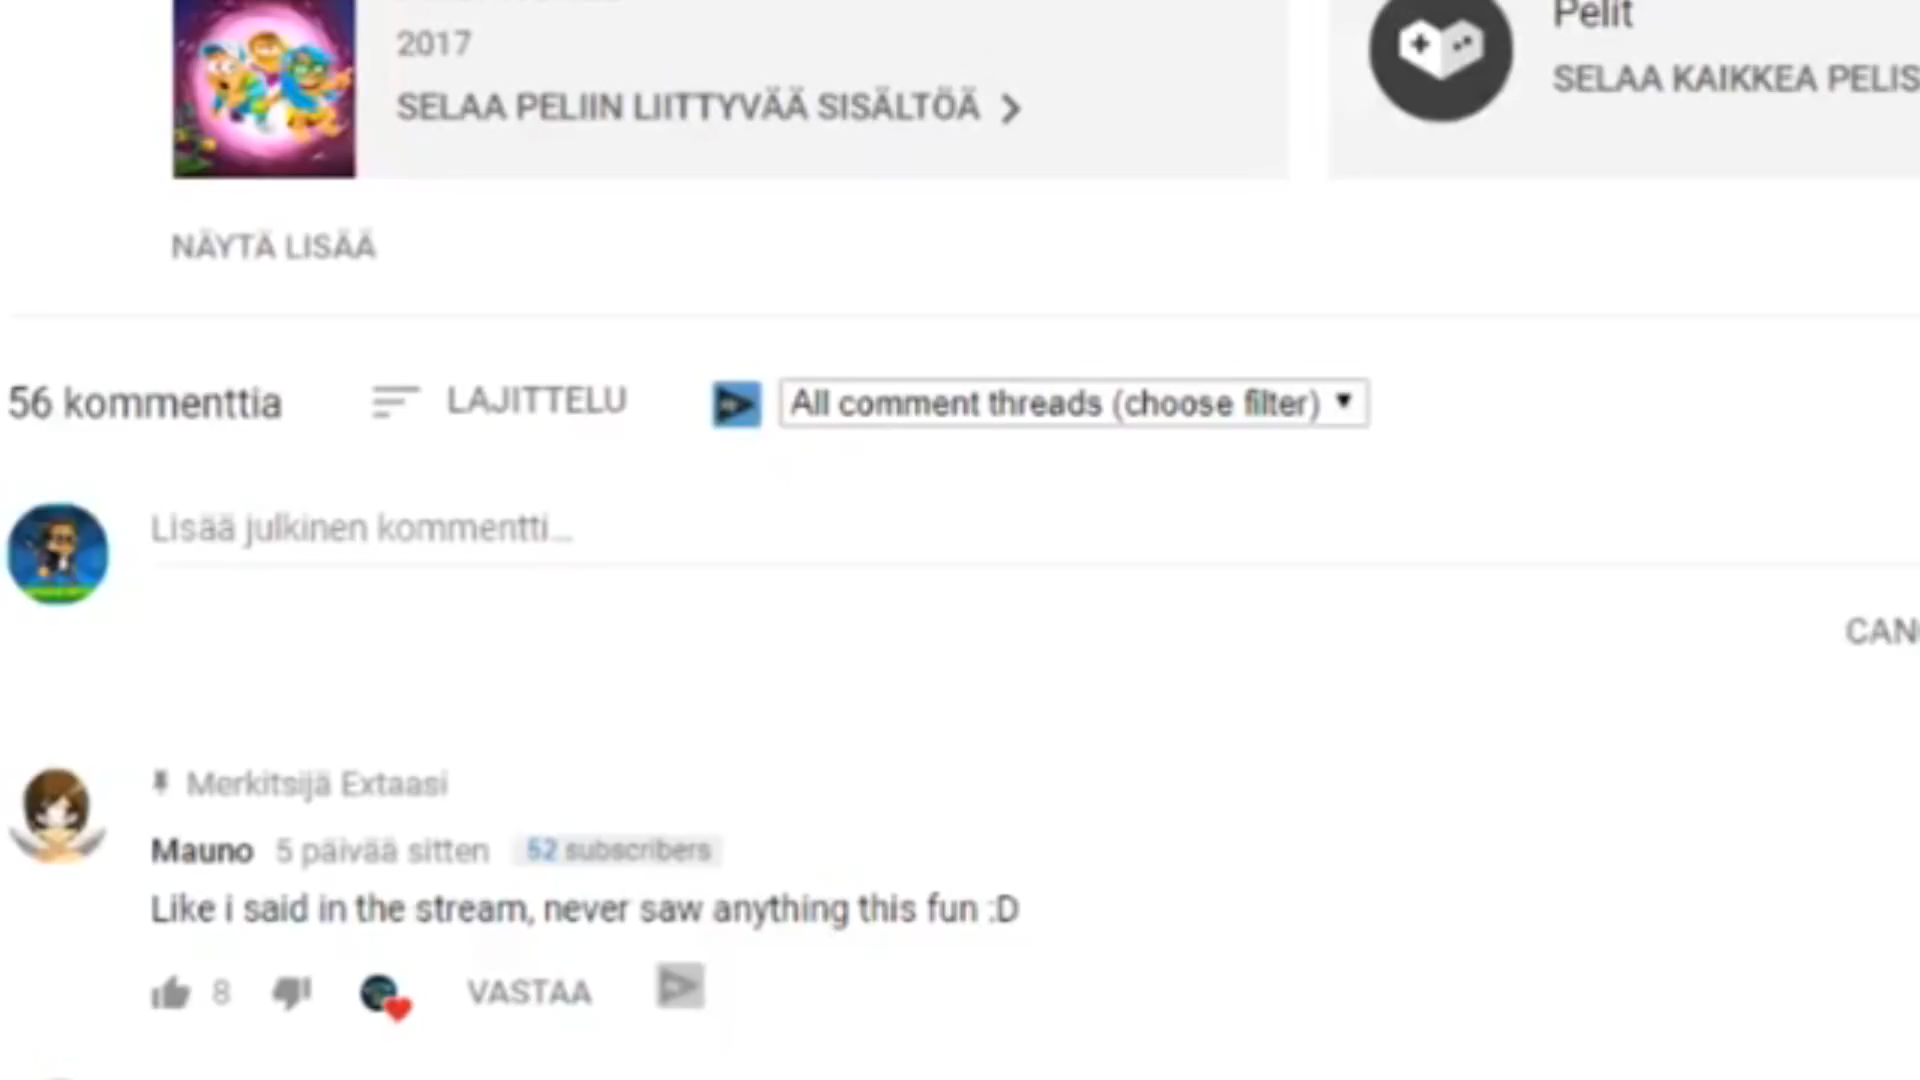 2017
Pelit
SELAA PELIIN LIITTYVÄÄ SISÄLTÖÄ
SELAA KAIKKEA PELIS
NÄYTÄ LISÄÄ
56 kommenttia
LAJITTELU
All comment threads (choose filter)
Lisää julkinen kommentti...
CAN
Merkitsijä Extaasi
Mauno 5 päivää sitten 52 subscribers
Like i said in the stream, never saw anything this fun :D
8
VASTAA